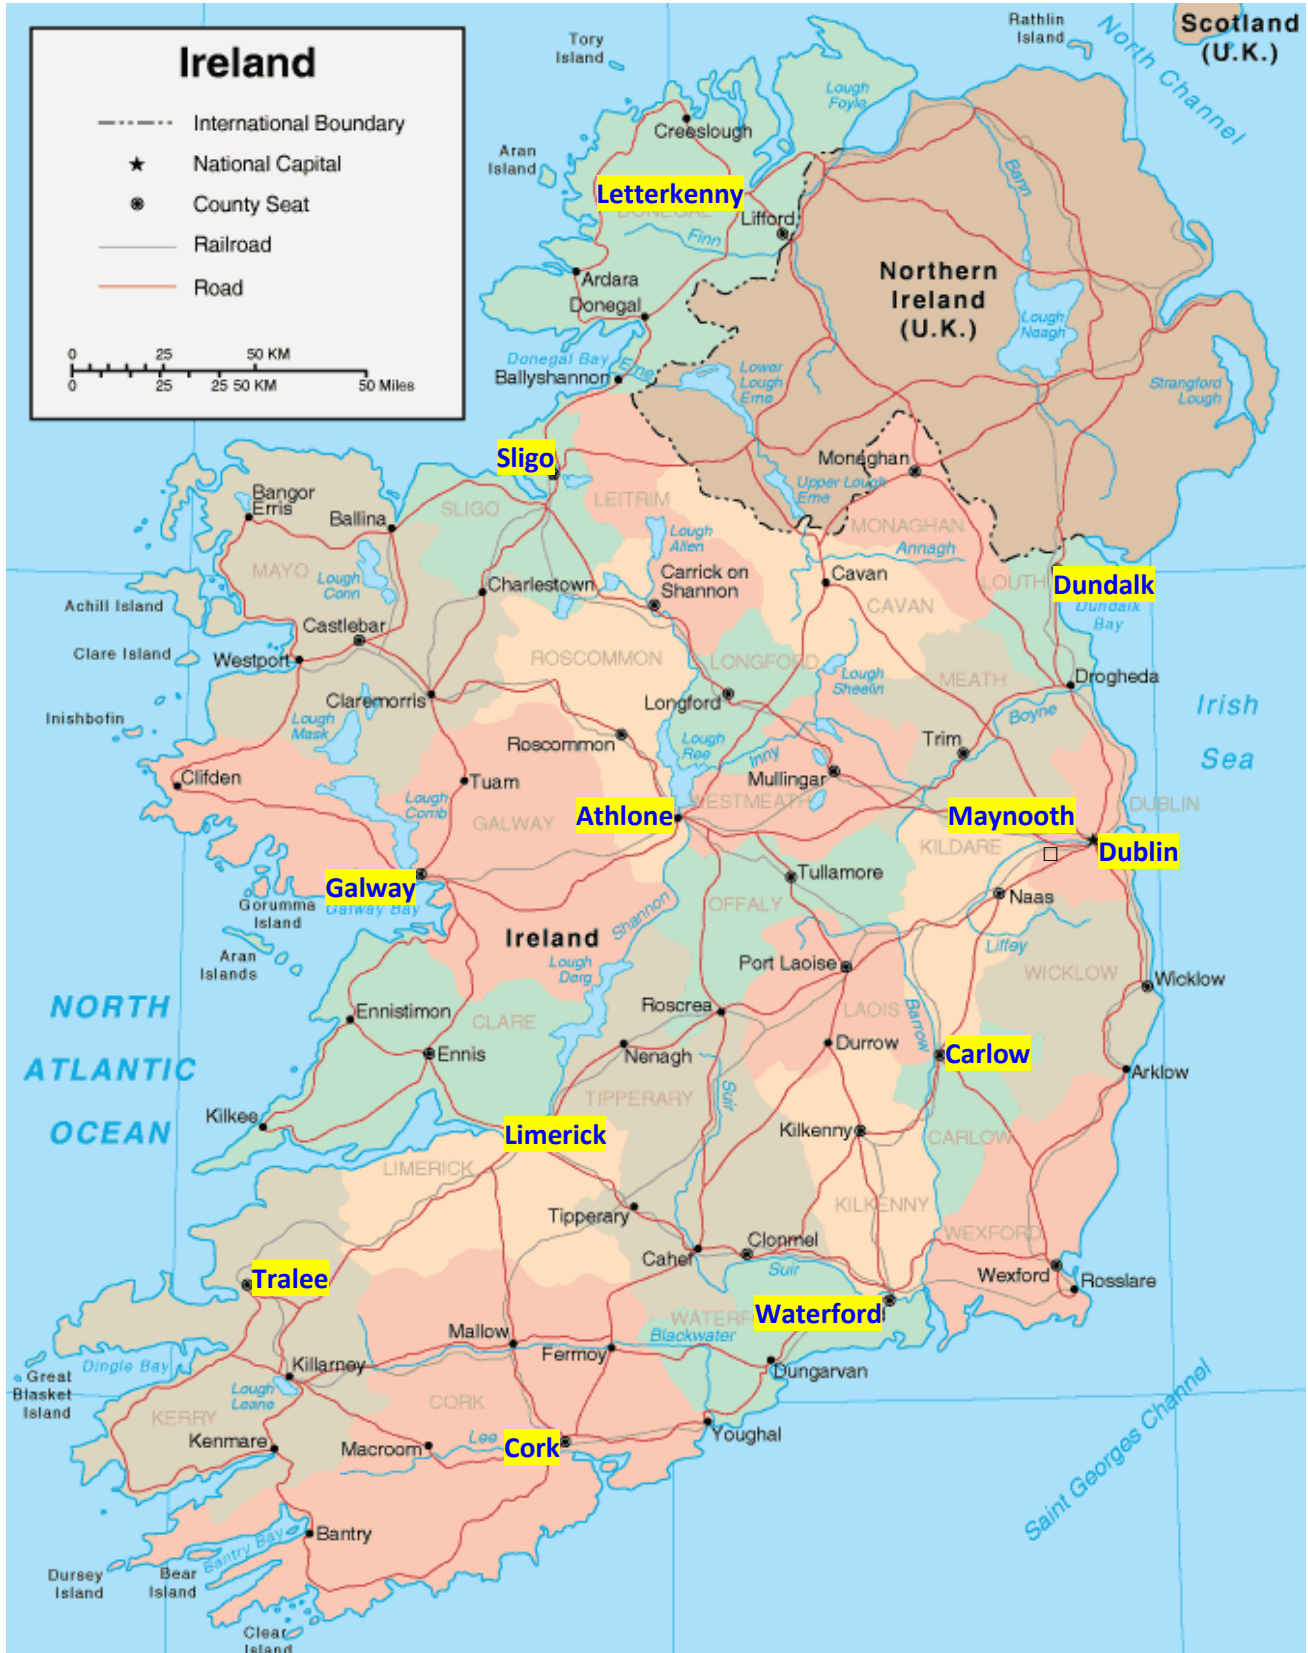 Ireland
International Boundary
National Capital
County Seat
Railroad
Road
0 25 50 KM
0 25 50 KM 50 Miles
Scotland
(U.K.)
Rathlin
Island
North Channel
Tory
Island
Lough
Foyle
Creeslough
Aran
Island
Letterkenny
DONEGAL
Lifford
Finn
Bann
Ardara
Donegal
Northern
Ireland
(U.K.)
Lough
Neagh
Donegal Bay
Erne
Ballyshannon
Lower
Lough
Erne
Strangford
Lough
Sligo
Monaghan
Upper Lough
Erne
Bangor
Erris
Ballina
SLIGO
LEITRIM
MONAGHAN
Lough
Allen
Annagh
MAYO
Lough
Conn
Charlestown
Carrick on
Shannon
Cavan
CAVAN
LOUTH
Dundalk
Dundalk
Bay
Achill Island
Castlebar
Clare Island
Westport
ROSCOMMON
LONGFORD
Lough
Sheelin
MEATH
Drogheda
Claremorris
Longford
Inishbofin
Lough
Mask
Boyne
Irish
Sea
Roscommon
Lough
Ree
Inny
Trim
Mullingar
Clifden
Tuam
Lough
Comb
GALWAY
Athlone
WESTMEATH
Maynooth
DUBLIN
KILDARE
Dublin
Galway
Galway Bay
Tullamore
Naas
Gorumma
Island
Shannon
OFFALY
Ireland
Liffey
Aran
Islands
Lough
Derg
Port Laoise
WICKLOW
Wicklow
NORTH
ATLANTIC
OCEAN
Ennistimon
CLARE
Roscrea
LAOIS
Barrow
Ennis
Nenagh
Durrow
Carlow
Arklow
TIPPERARY
Suir
Kilkee
Limerick
Kilkenny
CARLOW
LIMERICK
Tipperary
KILKENNY
WEXFORD
Cahef
Clonmel
Suir
Wexford
Rosslare
Tralee
WATERF
Waterford
Mallow
Blackwater
Fermoy
Dungarvan
Dingle Bay
Killarney
Great
Blasket
Island
Lough
Leane
KERRY
CORK
Kenmare
Macroom
Lee
Cork
Youghal
Saint Georges Channel
Bantry
Bantry Bay
Dursey
Island
Bear
Island
Clear
Island